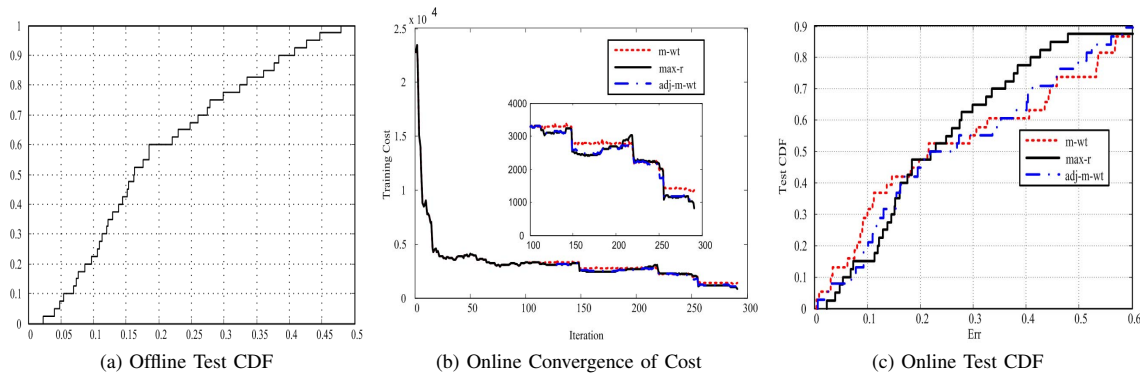 1
0.9
0.8
0.7
0.6
0.5
0.4
0.3
0.2
0.1
0
0 0.05 0.1 0.15 0.2 0.25 0.3 0.35 0.4 0.45 0.5
(a) Offline Test CDF
x 10^4
2.5
2
1.5
1
0.5
0
Training Cost
m-wt
max-r
adj-m-wt
4000
3000
2000
1000
0
100 150 200 250 300
0 50 100 150 200 250 300
Iteration
(b) Online Convergence of Cost
0.9
0.8
0.7
0.6
0.5
0.4
0.3
0.2
0.1
0
Test CDF
m-wt
max-r
adj-m-wt
0 0.1 0.2 0.3 0.4 0.5 0.6
Err
(c) Online Test CDF